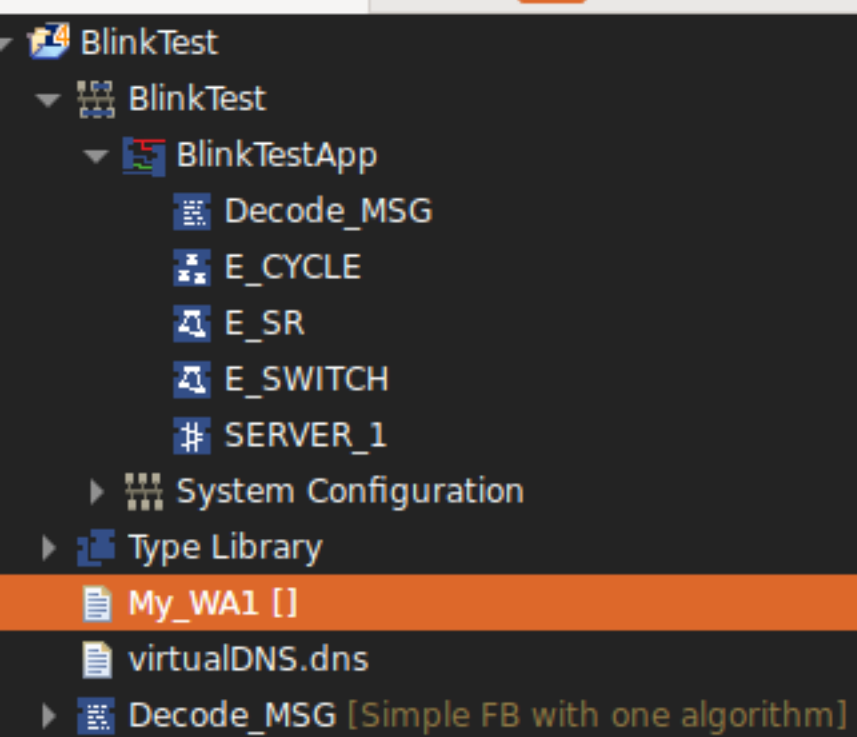 BlinkTest
BlinkTest
BlinkTestApp
Decode_MSG
E_CYCLE
E_SR
E_SWITCH
SERVER_1
System Configuration
Type Library
My_WA1 []
virtualDNS.dns
Decode_MSG [Simple FB with one algorithm]